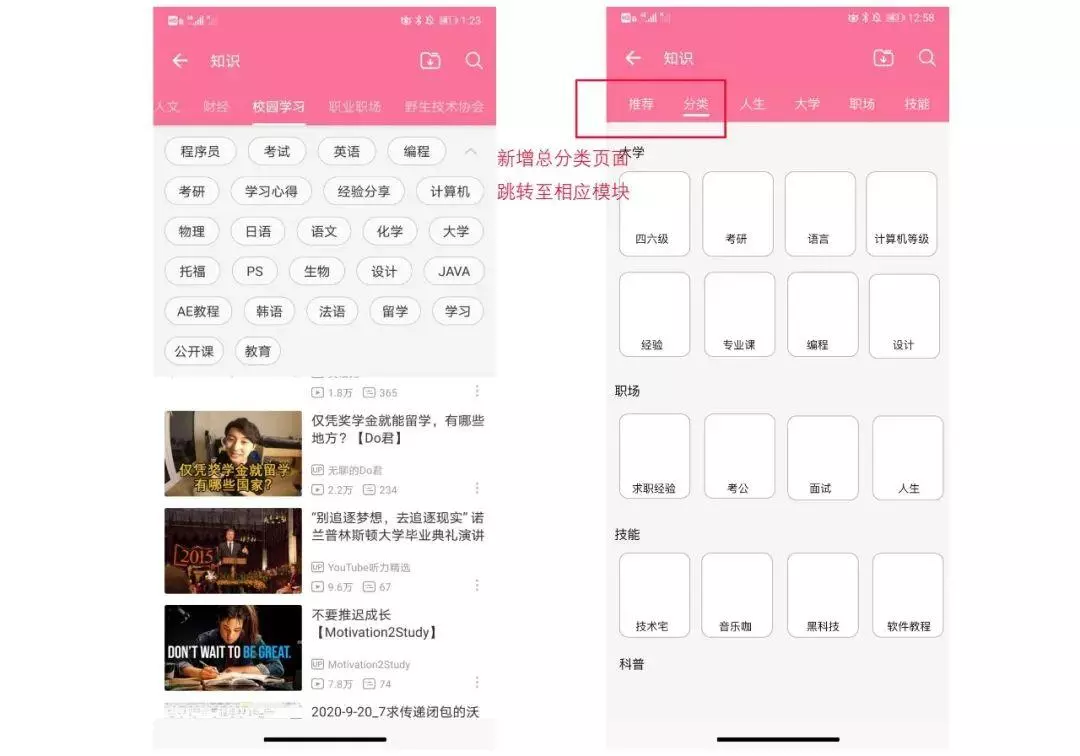 1:23
知识
人文 财经 校园学习 职业职场 野生技术协会
程序员 考试 英语 编程
考研 学习心得 经验分享 计算机
物理 日语 语文 化学 大学
托福 PS 生物 设计 JAVA
AE教程 韩语 法语 留学 学习
公开课 教育
1.8万 365
仅凭奖学金就能留学，有哪些
地方？【Do君】
UP 无聊的Do君
2.2万 234
仅凭奖学金就留学
有哪些国家？
“别追逐梦想，去追逐现实” 诺
兰普林斯顿大学毕业典礼演讲
UP YouTube听力精选
9.6万 67
2015
不要推迟成长
【Motivation2Study】
UP Motivation2Study
7.8万 74
DON'T WAIT TO BE GREAT.
2020-9-20_7求传递闭包的沃
新增总分类页面
跳转至相应模块
12:58
知识
推荐 分类 人生 大学 职场 技能
大学
四六级 考研 语言 计算机等级
经验 专业课 编程 设计
职场
求职经验 考公 面试 人生
技能
技术宅 音乐咖 黑科技 软件教程
科普